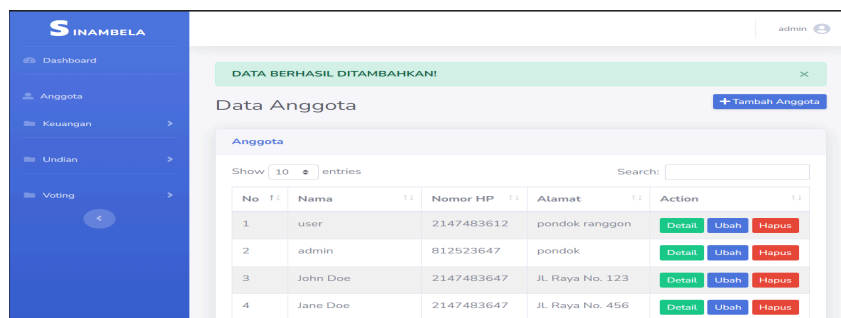 SINAMBELA
admin
Dashboard
Anggota
Keuangan
Undian
Voting
DATA BERHASIL DITAMBAHKAN!
Data Anggota
+ Tambah Anggota
Anggota
Show 10 entries Search:
No Nama Nomor HP Alamat Action
1 user 2147483612 pondok ranggon Detail Ubah Hapus
2 admin 812523647 pondok Detail Ubah Hapus
3 John Doe 2147483647 Jl. Raya No. 123 Detail Ubah Hapus
4 Jane Doe 2147483647 Jl. Raya No. 456 Detail Ubah Hapus